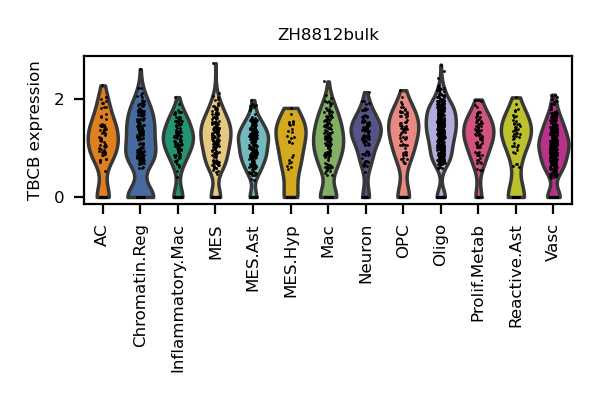 ZH8812bulk
TBCB expression
2
0
AC
Chromatin.Reg
Inflammatory.Mac
MES
MES.Ast
MES.Hyp
Mac
Neuron
OPC
Oligo
Prolif.Metab
Reactive.Ast
Vasc